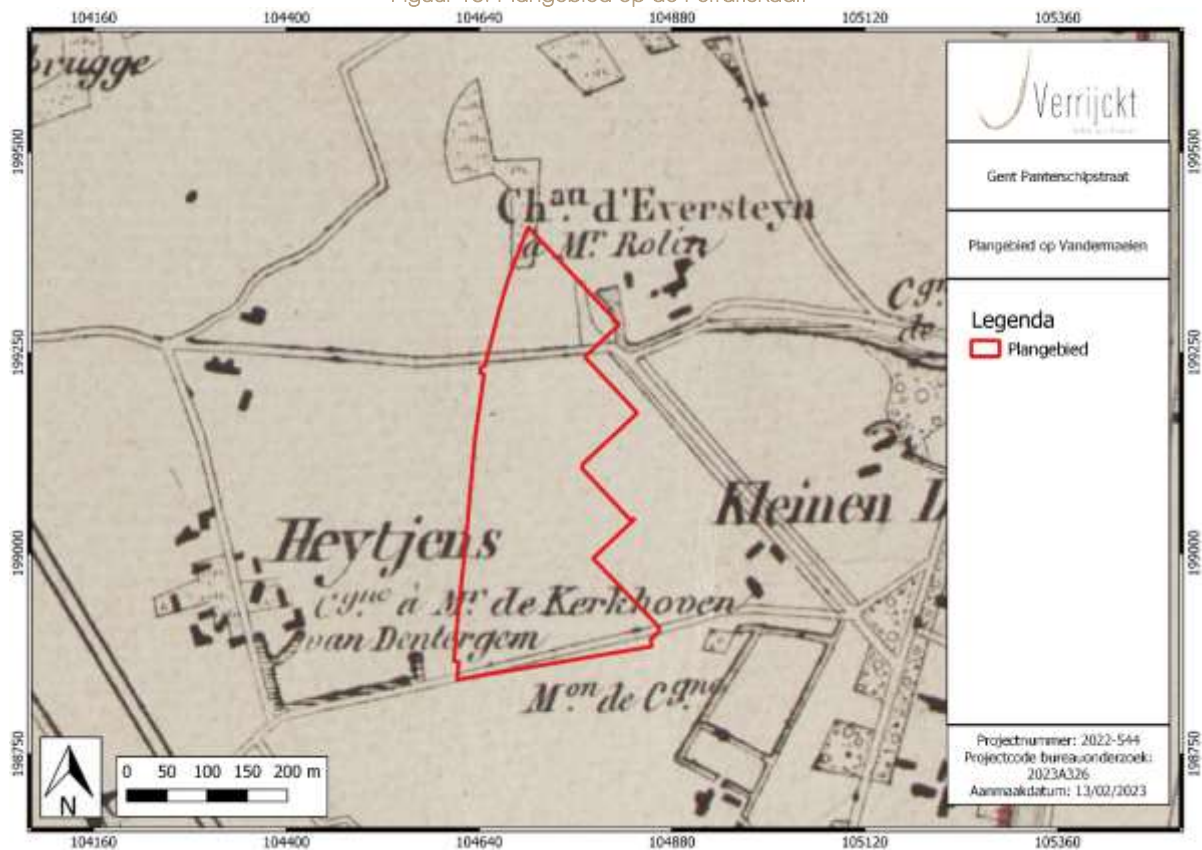 104160 104400 104640 104880 105120 105360
199500
199250
199000
198750
brugge
Ch.an d'Eversteyn
à M.r Rolin
C.gn
de
Heytjens
C.gne à M.r de Kerkhoven
van Dentergem
Kleinen D
M.on de C.gne
0 50 100 150 200 m
N
Verrijckt
Gent Panterschipstraat
Plangebied op Vandermaelen
Legenda
Plangebied
Projectnummer: 2022-544
Projectcode bureauonderzoek:
2023A326
Aanmaakdatum: 13/02/2023
199500
199250
199000
198750
104160 104400 104640 104880 105120 105360